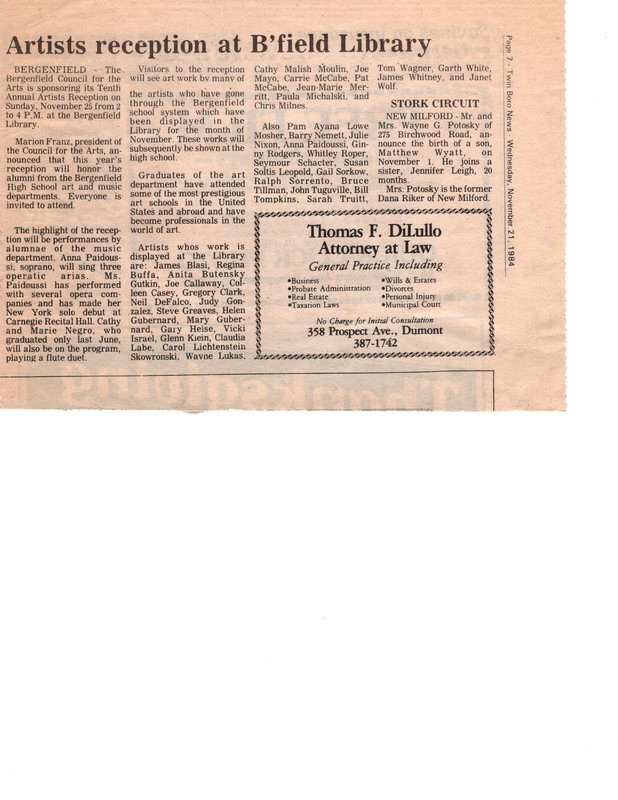 Artists reception at B'field Library
BERGENFIELD - The
Bergenfield Council for the
Arts is sponsoring its Tenth
Annual Artists Reception on
Sunday, November 25 from 2
to 4 P.M. at the Bergenfield
Library.
Marion Franz, president of
the Council for the Arts, an-
nounced that this year's
reception will honor the
alumni from the Bergenfield
High School art and music
departments. Everyone is
invited to attend.
The highlight of the recep-
tion will be performances by
alumnae of the music
department. Anna Paidous-
si, soprano, will sing three
operatic arias. Ms.
Paidoussi has performed
with several opera com-
panies and has made her
New York solo debut at
Carnegie Recital Hall. Cathy
and Marie Negro, who
graduated only last June,
will also be on the program,
playing a flute duet.
Visitors to the reception
will see art work by many of
the artists who have gone
through the Bergenfield
school system which have
been displayed in the
Library for the month of
November. These works will
subsequently be shown at the
high school.
Graduates of the art
department have attended
some of the most prestigious
art schools in the United
States and abroad and have
become professionals in the
world of art.
Artists whos work is
displayed at the Library
are: James Blasi, Regina
Buffa, Anita Butensky
Gutkin, Joe Callaway, Col-
leen Casey, Gregory Clark,
Neil DeFalco, Judy Gon-
zalez, Steve Greaves, Helen
Gubernard, Mary Guber-
nard, Gary Heise, Vicki
Israel, Glenn Klein, Claudia
Labe, Carol Lichtenstein
Skowronski, Wayne Lukas,
Cathy Malish Moulin, Joe
Mayo, Carrie McCabe, Pat
McCabe, Jean-Marie Mer-
ritt, Paula Michalski, and
Chris Milnes.
Also Pam Ayana Lowe
Mosher, Barry Nemett, Julie
Nixon, Anna Paidoussi, Gin-
ny Rodgers, Whitley Roper,
Seymour Schacter, Susan
Soltis Leopold, Gail Sorkow,
Ralph Sorrento, Bruce
Tillman, John Tuguville, Bill
Tompkins, Sarah Truitt,
Tom Wagner, Garth White,
James Whitney, and Janet
Wolf.
STORK CIRCUIT
NEW MILFORD - Mr. and
Mrs. Wayne G. Potosky of
275 Birchwood Road, an-
nounce the birth of a son,
Matthew Wyatt, on
November 1. He joins a
sister, Jennifer Leigh, 20
months.
Mrs. Potosky is the former
Dana Riker of New Milford.
Thomas F. DiLullo
Attorney at Law
General Practice Including
•Business
•Probate Administration
•Real Estate
•Taxation Laws
•Wills & Estates
•Divorces
•Personal Injury
•Municipal Court
No Charge for Initial Consultation
358 Prospect Ave., Dumont
387-1742
Page 7 - Twin Boro News - Wednesday, November 21, 1984